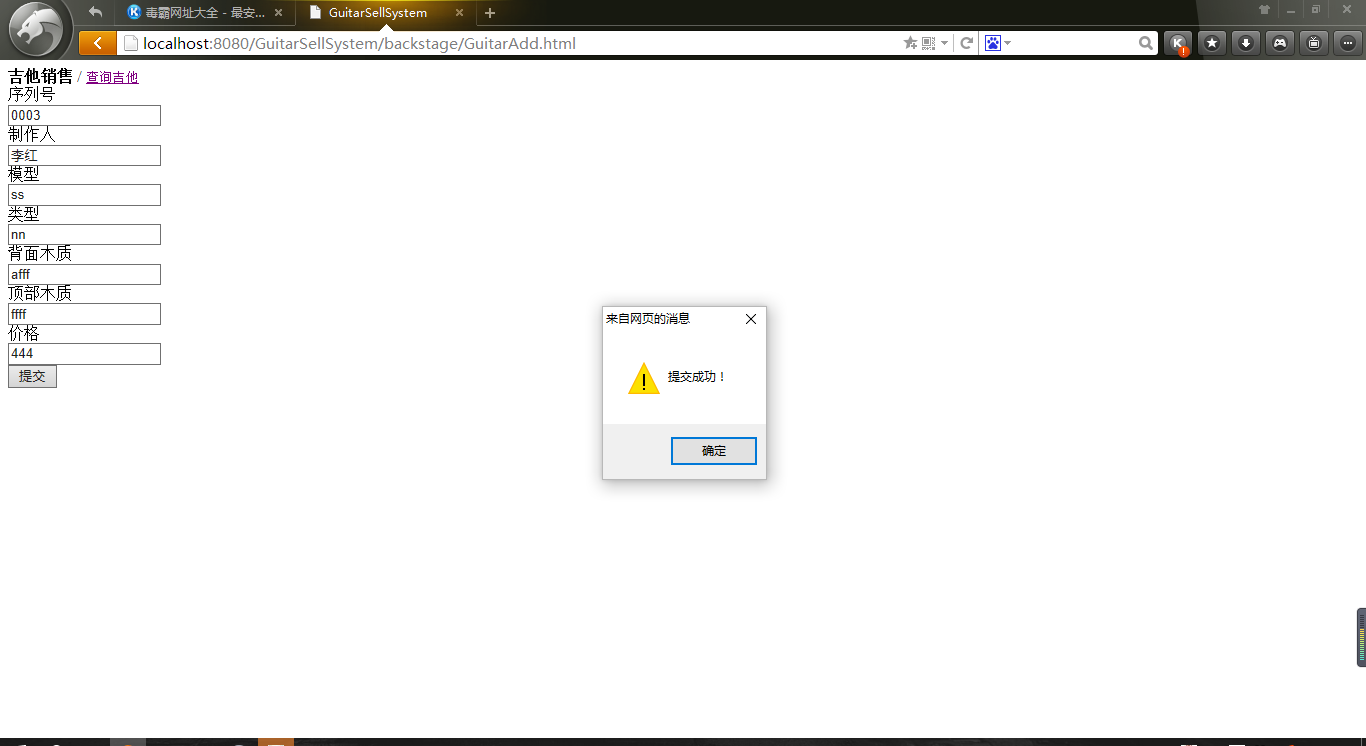 毒霸网址大全 - 最安...
GuitarSellSystem
localhost:8080/GuitarSellSystem/backstage/GuitarAdd.html
吉他销售 / 查询吉他
序列号
0003
制作人
李红
模型
ss
类型
nn
背面木质
afff
顶部木质
ffff
价格
444
提交
来自网页的消息
提交成功！
确定